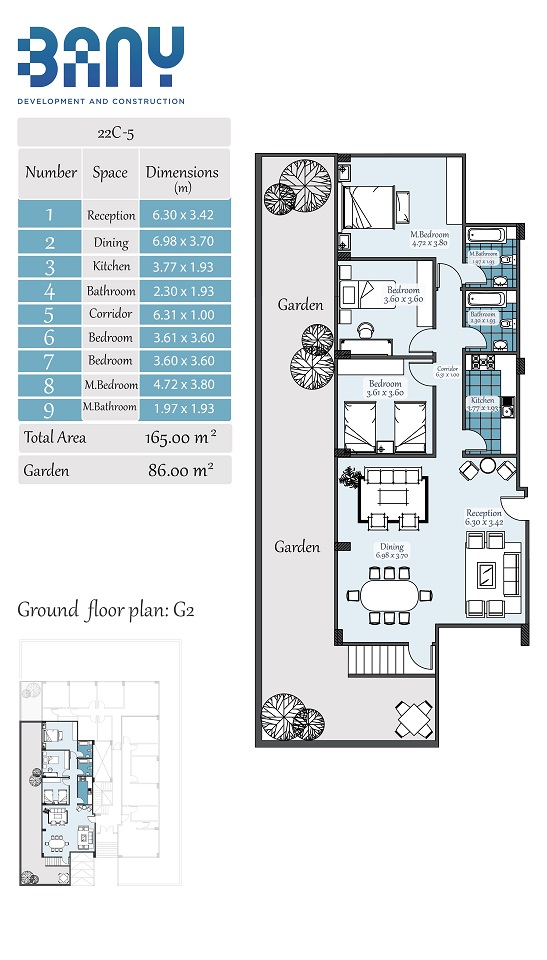 BANY
DEVELOPMENT AND CONSTRUCTION
22C-5
Number Space Dimensions
(m)
1 Reception 6.30 x 3.42
2 Dining 6.98 x 3.70
3 Kitchen 3.77 x 1.93
4 Bathroom 2.30 x 1.93
5 Corridor 6.31 x 1.00
6 Bedroom 3.61 x 3.60
7 Bedroom 3.60 x 3.60
8 M.Bedroom 4.72 x 3.80
9 M.Bathroom 1.97 x 1.93
Total Area 165.00 m²
Garden 86.00 m²
M.Bedroom
4.72 x 3.80
M.Bathroom
1.97 x 1.93
Bedroom
3.60 x 3.60
Garden
Bathroom
2.30 x 1.93
Corridor
6.31 x 1.00
Bedroom
3.61 x 3.60
Kitchen
3.77 x 1.93
Reception
6.30 x 3.42
Garden
Dining
6.98 x 3.70
Ground floor plan: G2